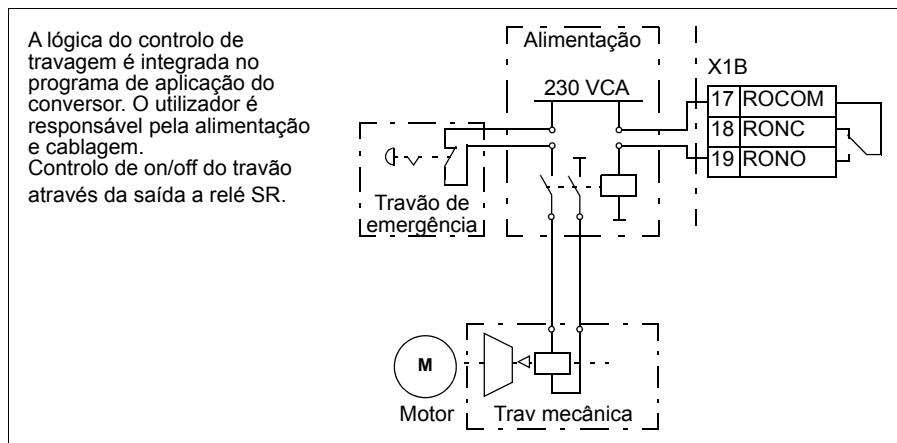 A lógica do controlo de
travagem é integrada no
programa de aplicação do
conversor. O utilizador é
responsável pela alimentação
e cablagem.
Controlo de on/off do travão
através da saída a relé SR.
Alimentação
230 VCA
X1B
17 ROCOM
18 RONC
19 RONO
Travão de
emergência
M
Motor
Trav mecânica